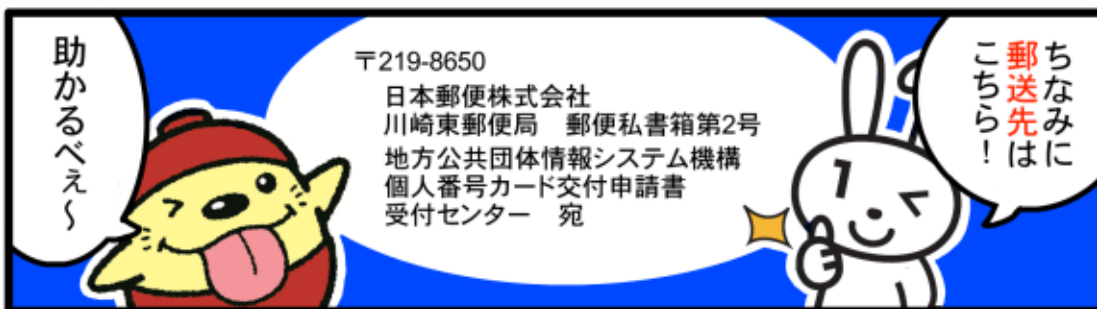 ちなみに
郵送先は
こちら！
〒219-8650
日本郵便株式会社
川崎東郵便局　郵便私書箱第2号
地方公共団体情報システム機構
個人番号カード交付申請書
受付センター　宛
助かるべぇ～